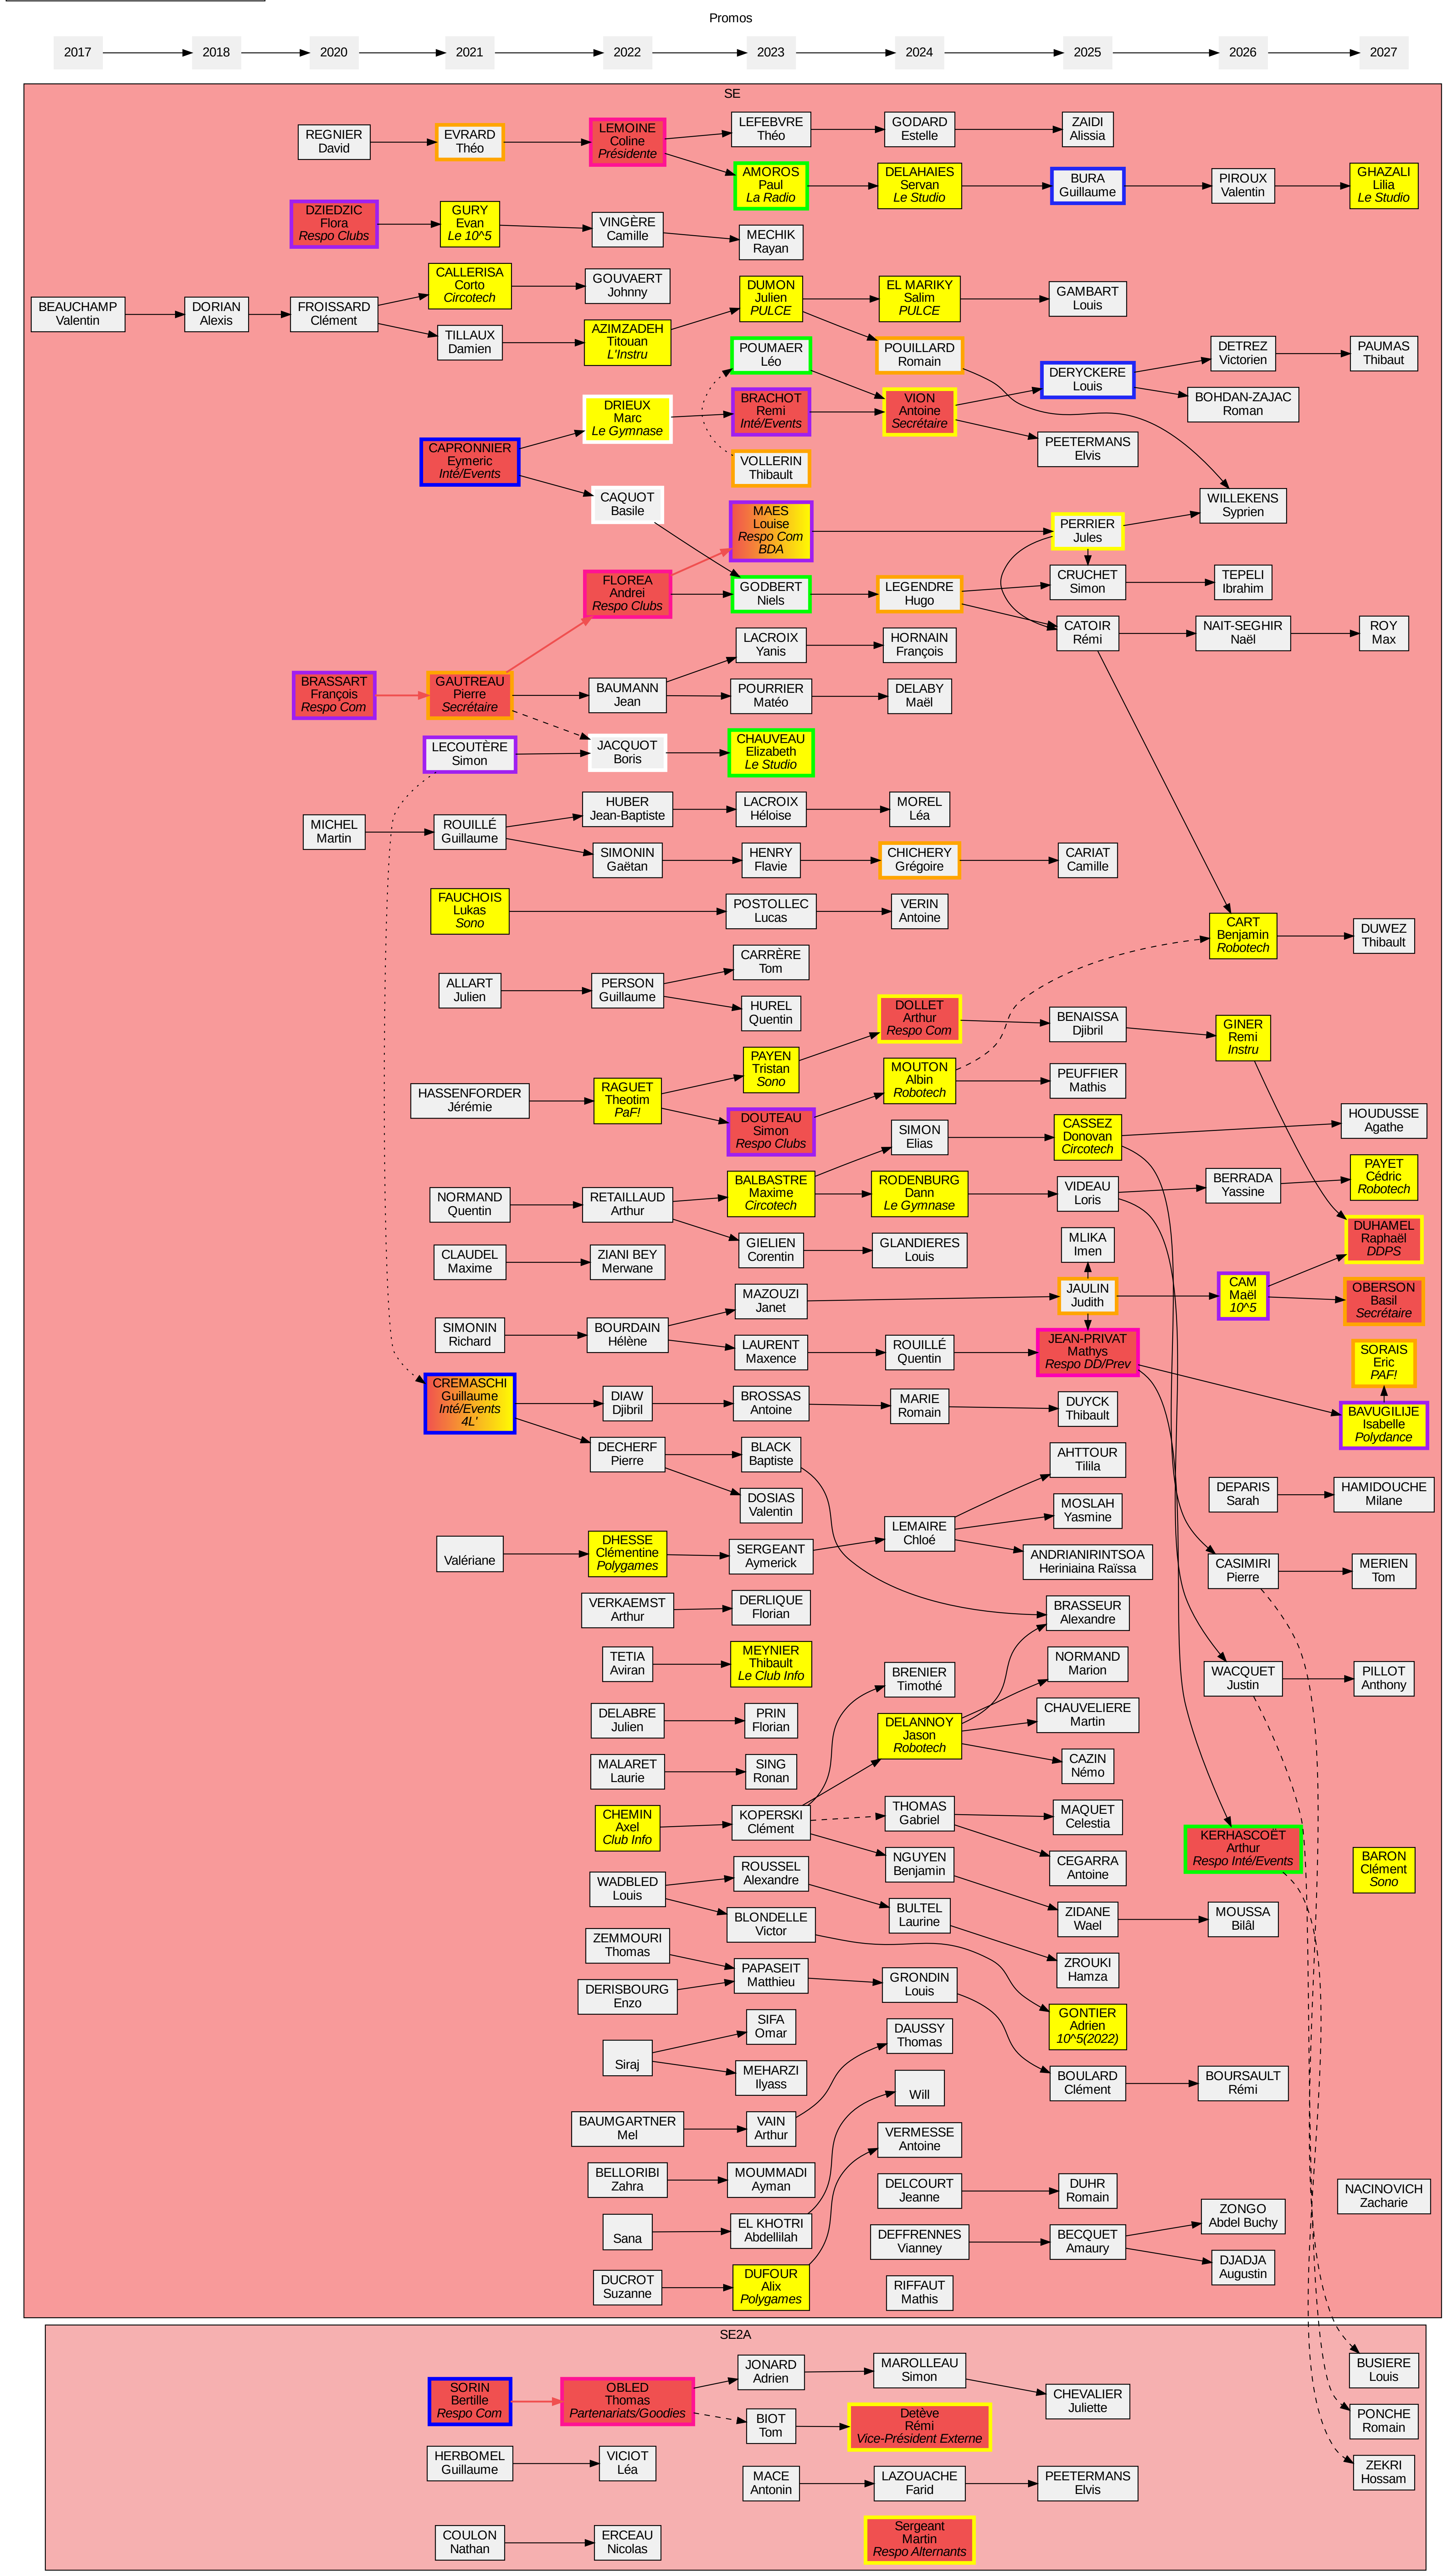 Promos
2017
2018
2020
2021
2022
2023
2024
2025
2026
2027
SE
REGNIER
David
EVRARD
Théo
LEMOINE
Coline
Présidente
LEFEBVRE
Théo
GODARD
Estelle
ZAIDI
Alissia
AMOROS
Paul
La Radio
DELAHAIES
Servan
Le Studio
BURA
Guillaume
PIROUX
Valentin
GHAZALI
Lilia
Le Studio
DZIEDZIC
Flora
Respo Clubs
GURY
Evan
Le 10^5
VINGÈRE
Camille
MECHIK
Rayan
BEAUCHAMP
Valentin
DORIAN
Alexis
FROISSARD
Clément
CALLERISA
Corto
Circotech
GOUVAERT
Johnny
TILLAUX
Damien
AZIMZADEH
Titouan
L'Instru
DUMON
Julien
PULCE
EL MARIKY
Salim
PULCE
GAMBART
Louis
POUMAER
Léo
POUILLARD
Romain
DERYCKERE
Louis
DETREZ
Victorien
PAUMAS
Thibaut
BOHDAN-ZAJAC
Roman
CAPRONNIER
Eymeric
Inté/Events
DRIEUX
Marc
Le Gymnase
BRACHOT
Remi
Inté/Events
VION
Antoine
Secrétaire
PEETERMANS
Elvis
VOLLERIN
Thibault
CAQUOT
Basile
WILLEKENS
Syprien
MAES
Louise
Respo Com
BDA
PERRIER
Jules
FLOREA
Andrei
Respo Clubs
GODBERT
Niels
LEGENDRE
Hugo
CRUCHET
Simon
TEPELI
Ibrahim
CATOIR
Rémi
NAIT-SEGHIR
Naël
ROY
Max
BRASSART
François
Respo Com
GAUTREAU
Pierre
Secrétaire
BAUMANN
Jean
LACROIX
Yanis
HORNAIN
François
POURRIER
Matéo
DELABY
Maël
LECOUTÈRE
Simon
JACQUOT
Boris
CHAUVEAU
Elizabeth
Le Studio
MICHEL
Martin
ROUILLÉ
Guillaume
HUBER
Jean-Baptiste
LACROIX
Héloise
MOREL
Léa
SIMONIN
Gaëtan
HENRY
Flavie
CHICHERY
Grégoire
CARIAT
Camille
FAUCHOIS
Lukas
Sono
POSTOLLEC
Lucas
VERIN
Antoine
CART
Benjamin
Robotech
DUWEZ
Thibault
ALLART
Julien
PERSON
Guillaume
CARRÈRE
Tom
HUREL
Quentin
DOLLET
Arthur
Respo Com
BENAISSA
Djibril
GINER
Remi
Instru
HASSENFORDER
Jérémie
RAGUET
Theotim
PaF!
PAYEN
Tristan
Sono
MOUTON
Albin
Robotech
PEUFFIER
Mathis
DOUTEAU
Simon
Respo Clubs
SIMON
Elias
CASSEZ
Donovan
Circotech
HOUDUSSE
Agathe
NORMAND
Quentin
RETAILLAUD
Arthur
BALBASTRE
Maxime
Circotech
RODENBURG
Dann
Le Gymnase
VIDEAU
Loris
BERRADA
Yassine
PAYET
Cédric
Robotech
CLAUDEL
Maxime
ZIANI BEY
Merwane
GIELIEN
Corentin
GLANDIERES
Louis
MLIKA
Imen
DUHAMEL
Raphaël
DDPS
SIMONIN
Richard
BOURDAIN
Hélène
MAZOUZI
Janet
JAULIN
Judith
CAM
Maël
10^5
OBERSON
Basil
Secrétaire
LAURENT
Maxence
ROUILLÉ
Quentin
JEAN-PRIVAT
Mathys
Respo DD/Prev
SORAIS
Eric
PAF!
CREMASCHI
Guillaume
Inté/Events
4L'
DIAW
Djibril
BROSSAS
Antoine
MARIE
Romain
DUYCK
Thibault
BAVUGILIJE
Isabelle
Polydance
DECHERF
Pierre
BLACK
Baptiste
AHTTOUR
Tilila
DOSIAS
Valentin
MOSLAH
Yasmine
DEPARIS
Sarah
HAMIDOUCHE
Milane
Valériane
DHESSE
Clémentine
Polygames
SERGEANT
Aymerick
LEMAIRE
Chloé
ANDRIANIRINTSOA
Heriniaina Raïssa
CASIMIRI
Pierre
MERIEN
Tom
VERKAEMST
Arthur
DERLIQUE
Florian
BRASSEUR
Alexandre
TETIA
Aviran
MEYNIER
Thibault
Le Club Info
BRENIER
Timothé
NORMAND
Marion
WACQUET
Justin
PILLOT
Anthony
DELABRE
Julien
PRIN
Florian
DELANNOY
Jason
Robotech
CHAUVELIERE
Martin
MALARET
Laurie
SING
Ronan
CAZIN
Némo
CHEMIN
Axel
Club Info
KOPERSKI
Clément
THOMAS
Gabriel
MAQUET
Celestia
KERHASCOËT
Arthur
Respo Inté/Events
NGUYEN
Benjamin
CEGARRA
Antoine
BARON
Clément
Sono
WADBLED
Louis
ROUSSEL
Alexandre
BULTEL
Laurine
ZIDANE
Wael
MOUSSA
Bilâl
BLONDELLE
Victor
ZEMMOURI
Thomas
PAPASEIT
Matthieu
GRONDIN
Louis
ZROUKI
Hamza
DERISBOURG
Enzo
GONTIER
Adrien
10^5(2022)
SIFA
Omar
DAUSSY
Thomas
Siraj
MEHARZI
Ilyass
Will
BOULARD
Clément
BOURSAULT
Rémi
BAUMGARTNER
Mel
VAIN
Arthur
VERMESSE
Antoine
BELLORIBI
Zahra
MOUMMADI
Ayman
DELCOURT
Jeanne
DUHR
Romain
NACINOVICH
Zacharie
Sana
EL KHOTRI
Abdellilah
DEFFRENNES
Vianney
BECQUET
Amaury
ZONGO
Abdel Buchy
DJADJA
Augustin
DUCROT
Suzanne
DUFOUR
Alix
Polygames
RIFFAUT
Mathis
SE2A
SORIN
Bertille
Respo Com
OBLED
Thomas
Partenariats/Goodies
JONARD
Adrien
MAROLLEAU
Simon
CHEVALIER
Juliette
BUSIERE
Louis
BIOT
Tom
Detève
Rémi
Vice-Président Externe
PONCHE
Romain
HERBOMEL
Guillaume
VICIOT
Léa
MACE
Antonin
LAZOUACHE
Farid
PEETERMANS
Elvis
ZEKRI
Hossam
COULON
Nathan
ERCEAU
Nicolas
Sergeant
Martin
Respo Alternants